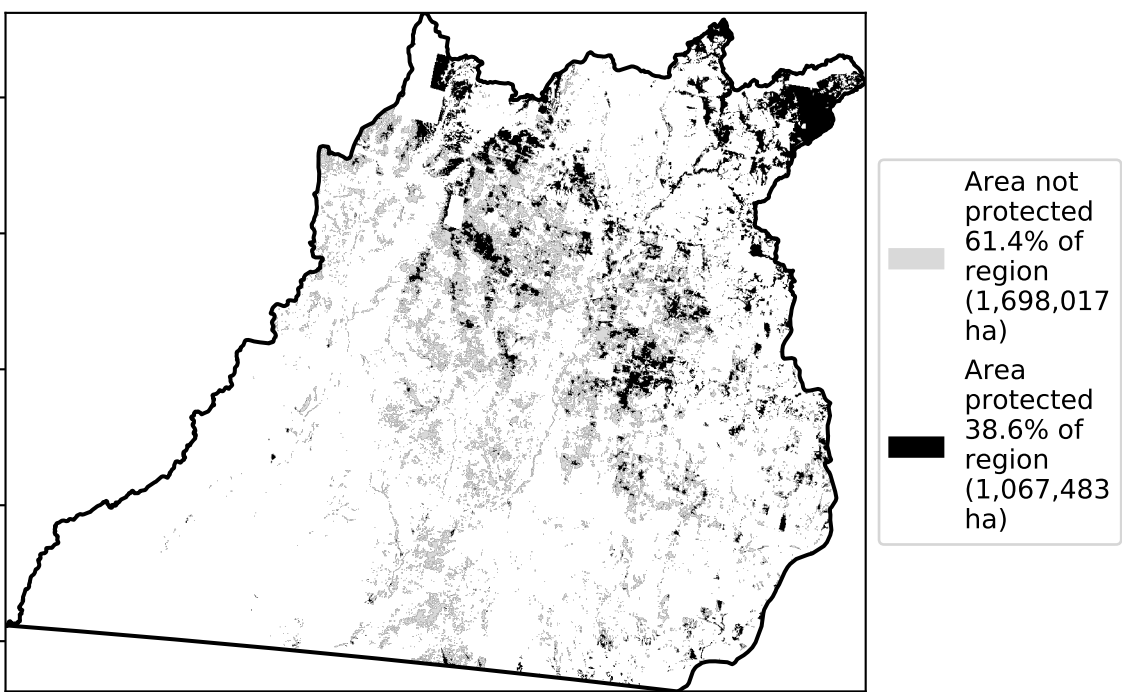 Area not
protected
61.4% of
region
(1,698,017
ha)
Area
protected
38.6% of
region
(1,067,483
ha)